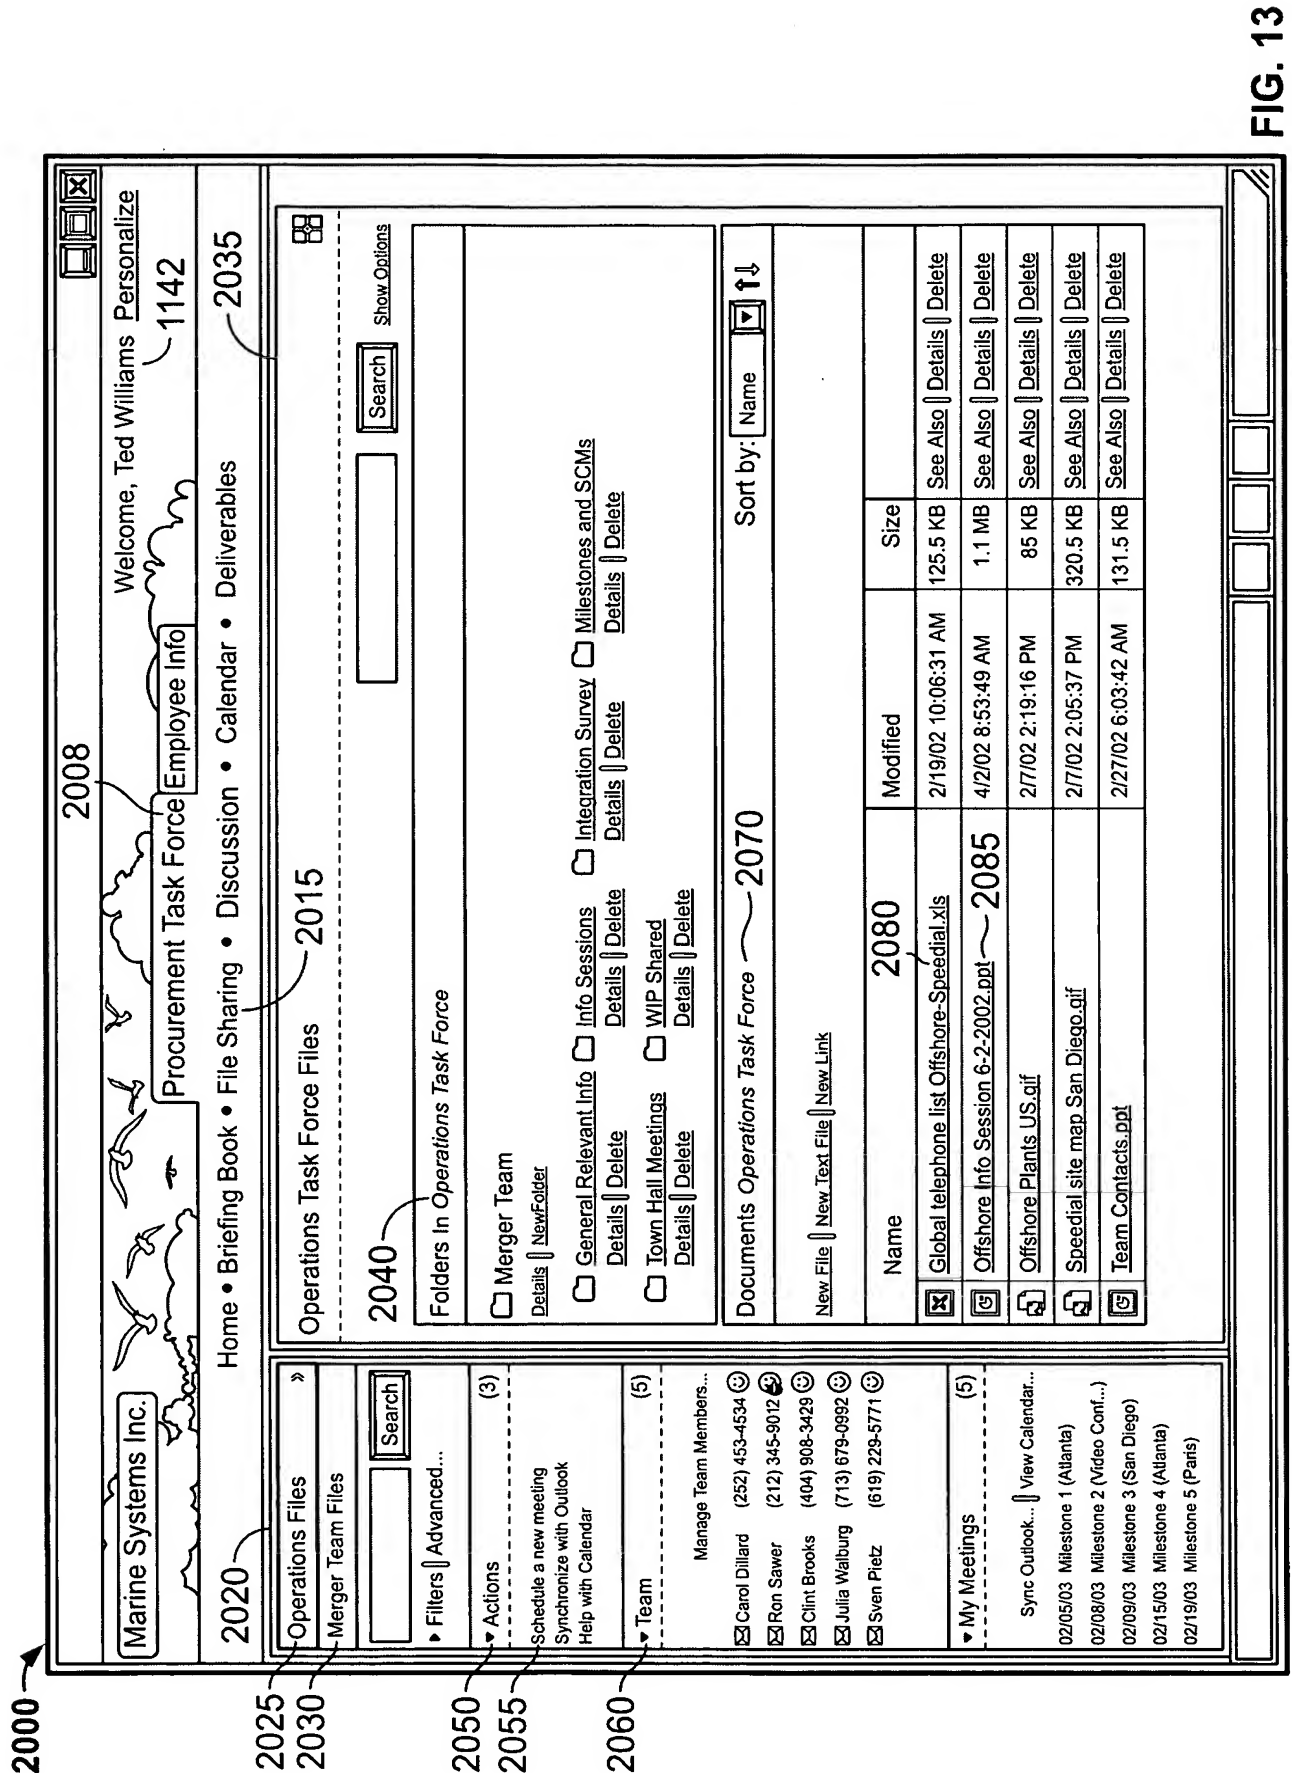 2000
2008
Marine Systems Inc.
Procurement Task Force
Employee Info
Welcome, Ted Williams Personalize
1142
Home • Briefing Book • File Sharing • Discussion • Calendar • Deliverables
2020
2015
2035
2025
Operations Files »
2030
Merger Team Files
Search
▸ Filters Advanced...
2050
▾ Actions (3)
2055
Schedule a new meeting
Synchronize with Outlook
Help with Calendar
2060
▾ Team (5)
Manage Team Members...
Carol Dillard (252) 453-4534
Ron Sawer (212) 345-9012
Clint Brooks (404) 908-3429
Julia Walburg (713) 679-0992
Sven Pietz (619) 229-5771
▾ My Meetings (5)
Sync Outlook... View Calendar...
02/05/03 Milestone 1 (Atlanta)
02/08/03 Milestone 2 (Video Conf...)
02/09/03 Milestone 3 (San Diego)
02/15/03 Milestone 4 (Atlanta)
02/19/03 Milestone 5 (Paris)
Operations Task Force Files
2040
Search
Show Options
Folders In Operations Task Force
Merger Team
Details NewFolder
General Relevant Info Info Sessions Integration Survey Milestones and SCMs
Details Delete Details Delete Details Delete Details Delete
Town Hall Meetings WIP Shared
Details Delete Details Delete
Documents Operations Task Force
2070
Sort by: Name
New File New Text File New Link
2080
Name Modified Size
Global telephone list Offshore-Speedial.xls 2/19/02 10:06:31 AM 125.5 KB See Also Details Delete
Offshore Info Session 6-2-2002.ppt 2085 4/2/02 8:53:49 AM 1.1 MB See Also Details Delete
Offshore Plants US.gif 2/7/02 2:19:16 PM 85 KB See Also Details Delete
Speedial site map San Diego.gif 2/7/02 2:05:37 PM 320.5 KB See Also Details Delete
Team Contacts.ppt 2/27/02 6:03:42 AM 131.5 KB See Also Details Delete
FIG. 13